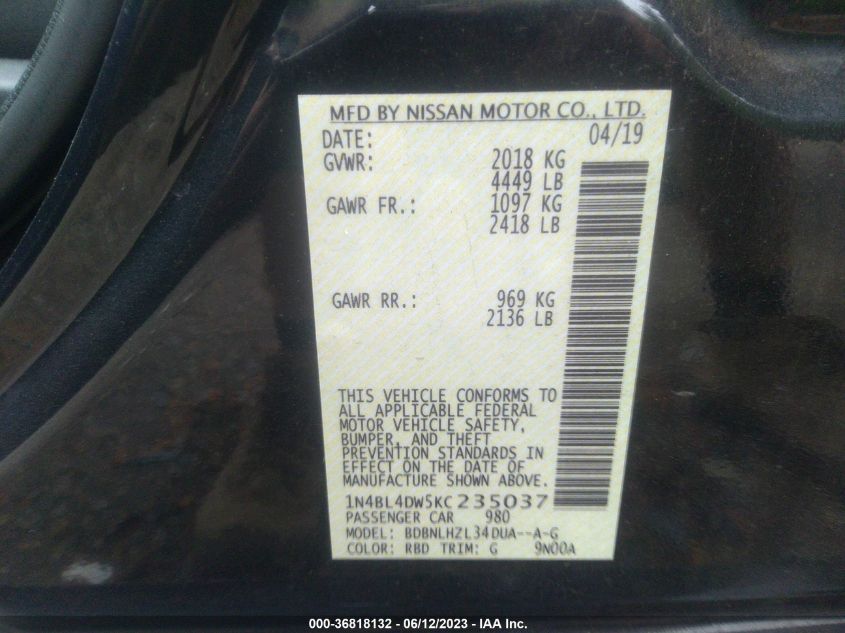 MFD BY NISSAN MOTOR CO., LTD.
DATE: 04/19
GVWR: 2018 KG
4449 LB
GAWR FR.: 1097 KG
2418 LB
GAWR RR.: 969 KG
2136 LB
THIS VEHICLE CONFORMS TO
ALL APPLICABLE FEDERAL
MOTOR VEHICLE SAFETY,
BUMPER, AND THEFT
PREVENTION STANDARDS IN
EFFECT ON THE DATE OF
MANUFACTURE SHOWN ABOVE.
1N4BL4DW5KC235037
PASSENGER CAR 980
MODEL: BDBNLHZL34DUA--A-G
COLOR: RBD TRIM: G 9N00A
000-36818132 - 06/12/2023 - IAA Inc.